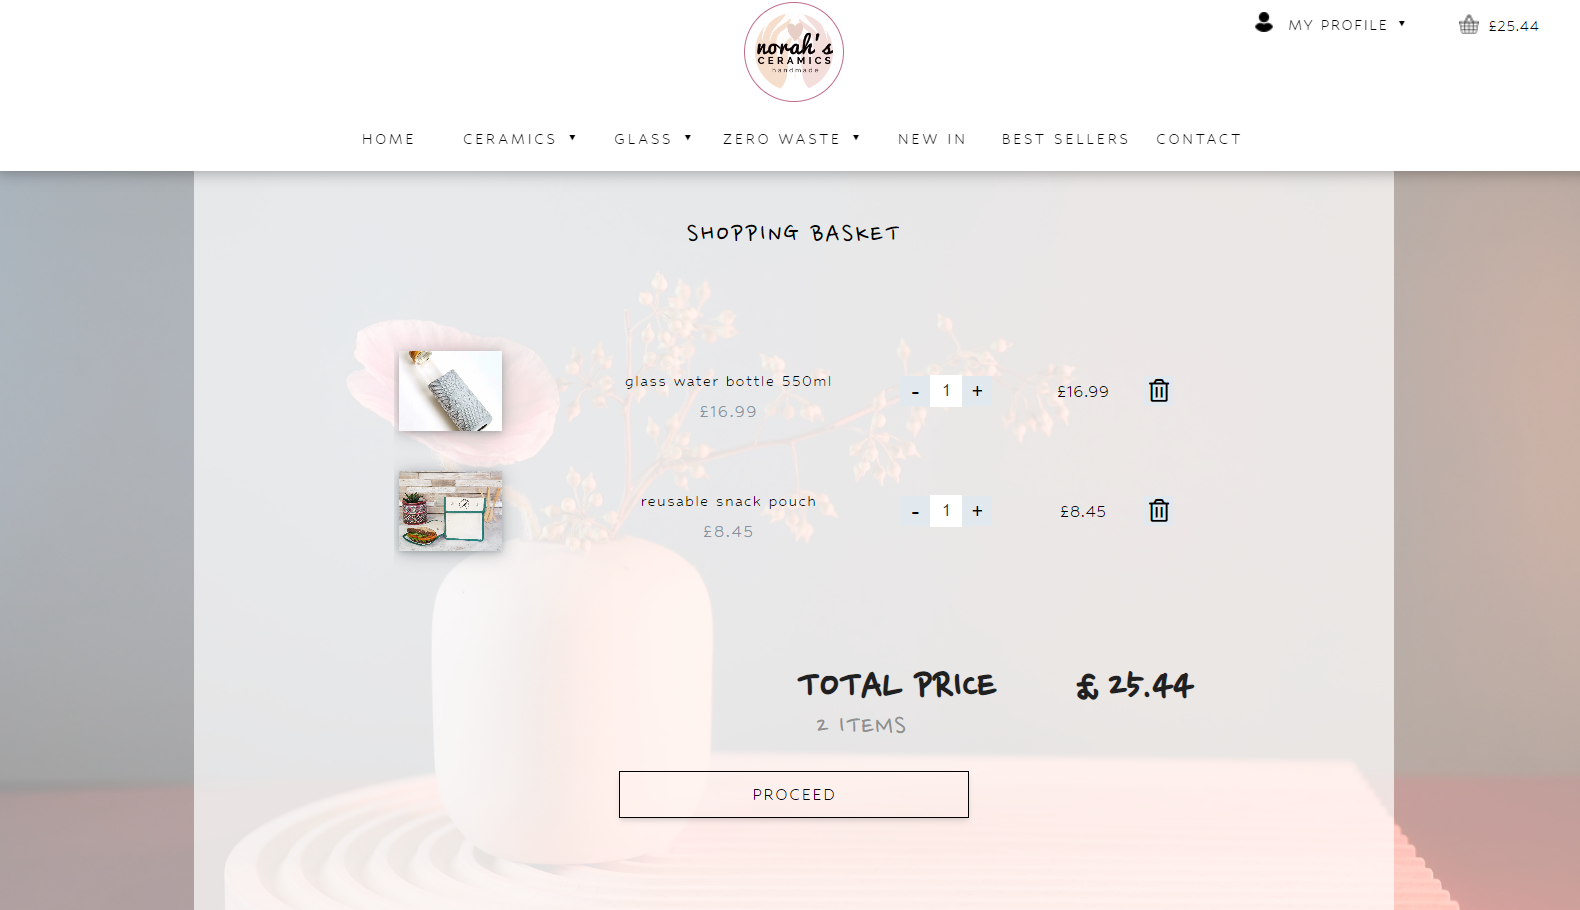 norah's
CERAMICS
handmade
MY PROFILE ▼
£25.44
HOME CERAMICS ▼ GLASS ▼ ZERO WASTE ▼ NEW IN BEST SELLERS CONTACT
SHOPPING BASKET
glass water bottle 550ml
£16.99
- 1 + £16.99
reusable snack pouch
£8.45
- 1 + £8.45
TOTAL PRICE £ 25.44
2 ITEMS
PROCEED